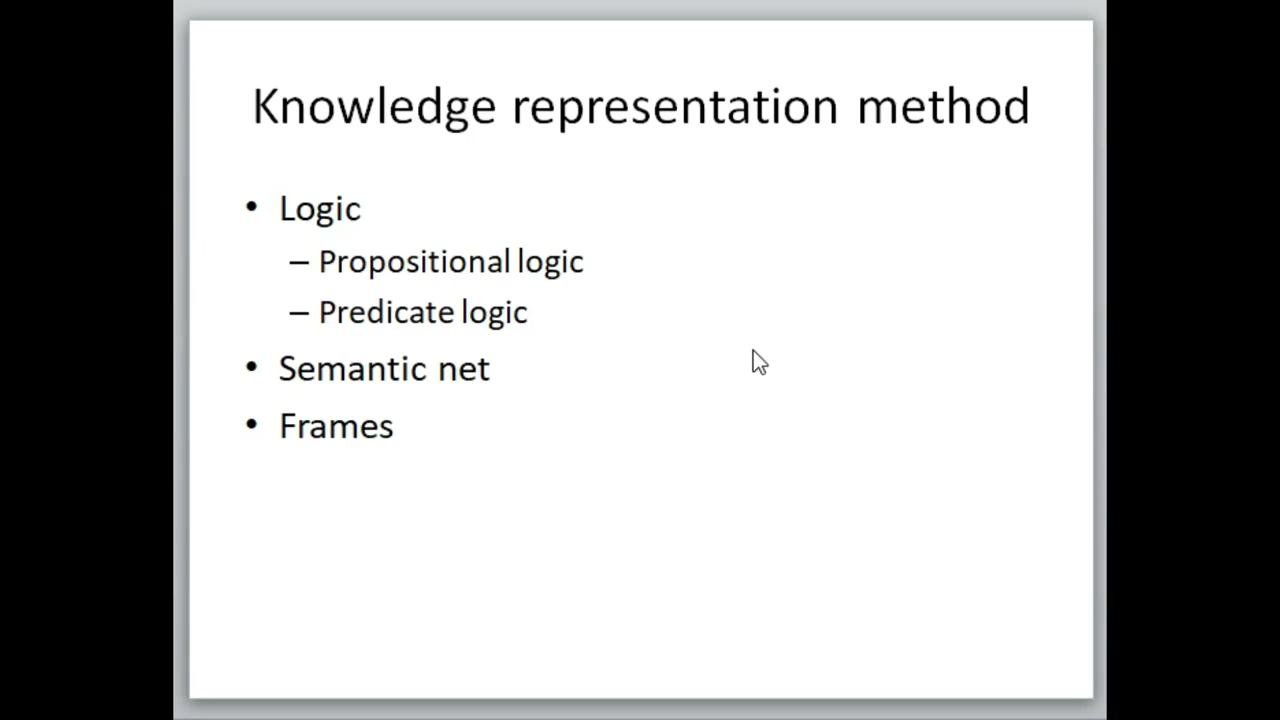 Knowledge representation method
• Logic
– Propositional logic
– Predicate logic
• Semantic net
• Frames